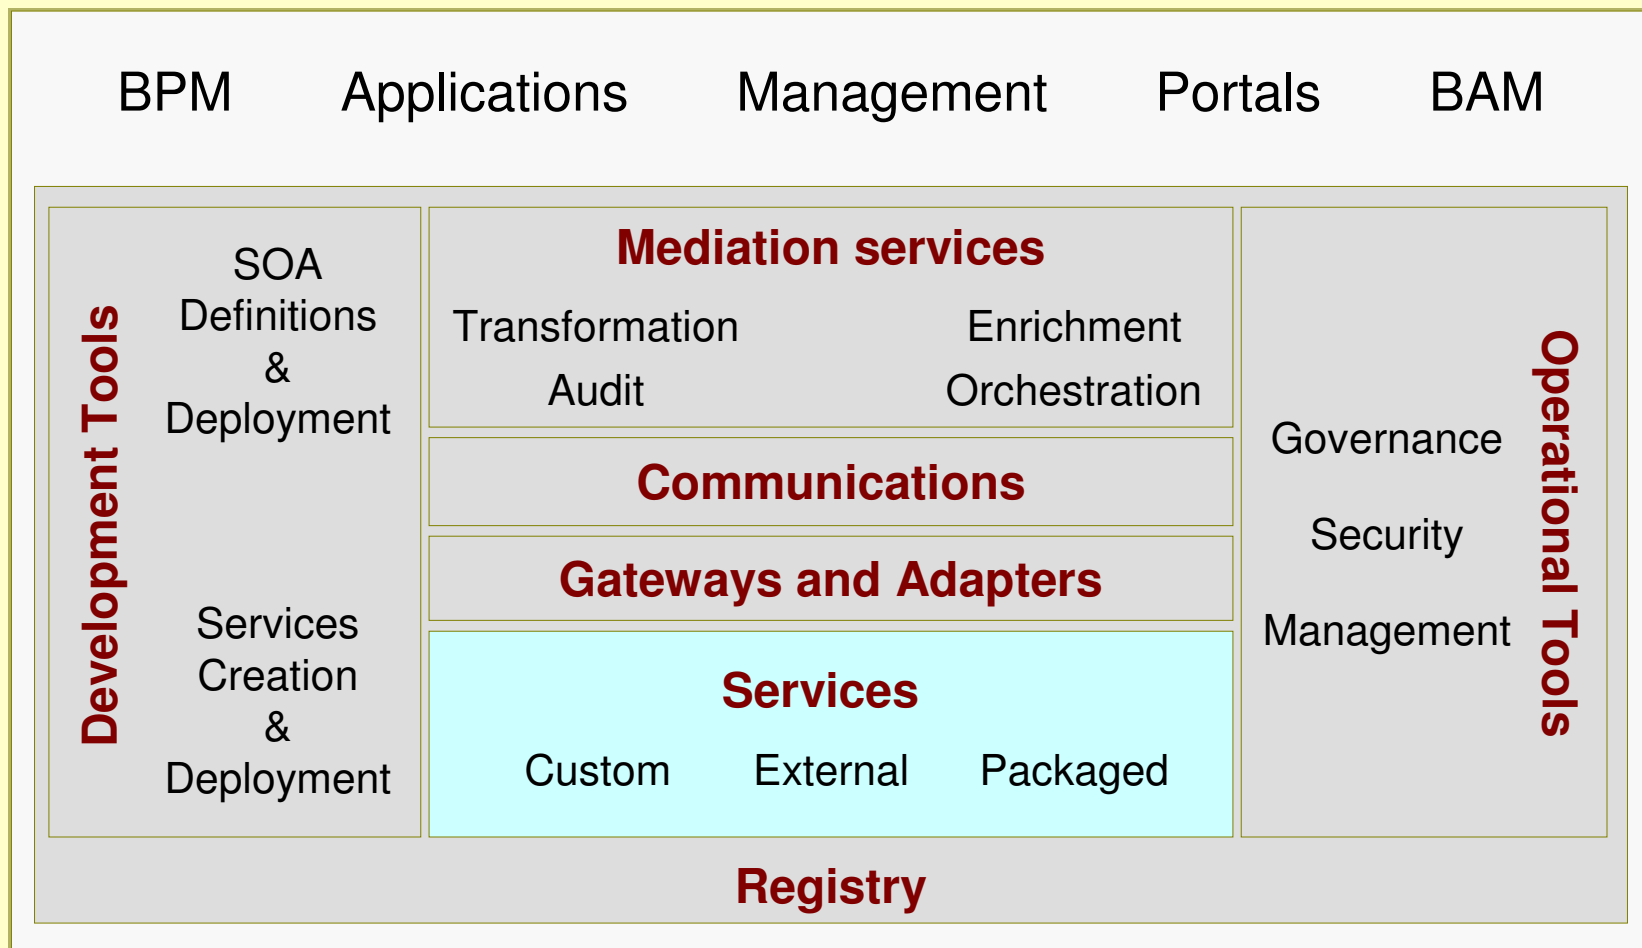 BPM Applications Management Portals BAM
Development Tools
SOA
Definitions
&
Deployment
Services
Creation
&
Deployment
Mediation services
Transformation Enrichment
Audit Orchestration
Communications
Gateways and Adapters
Services
Custom External Packaged
Governance
Security
Management
Operational Tools
Registry